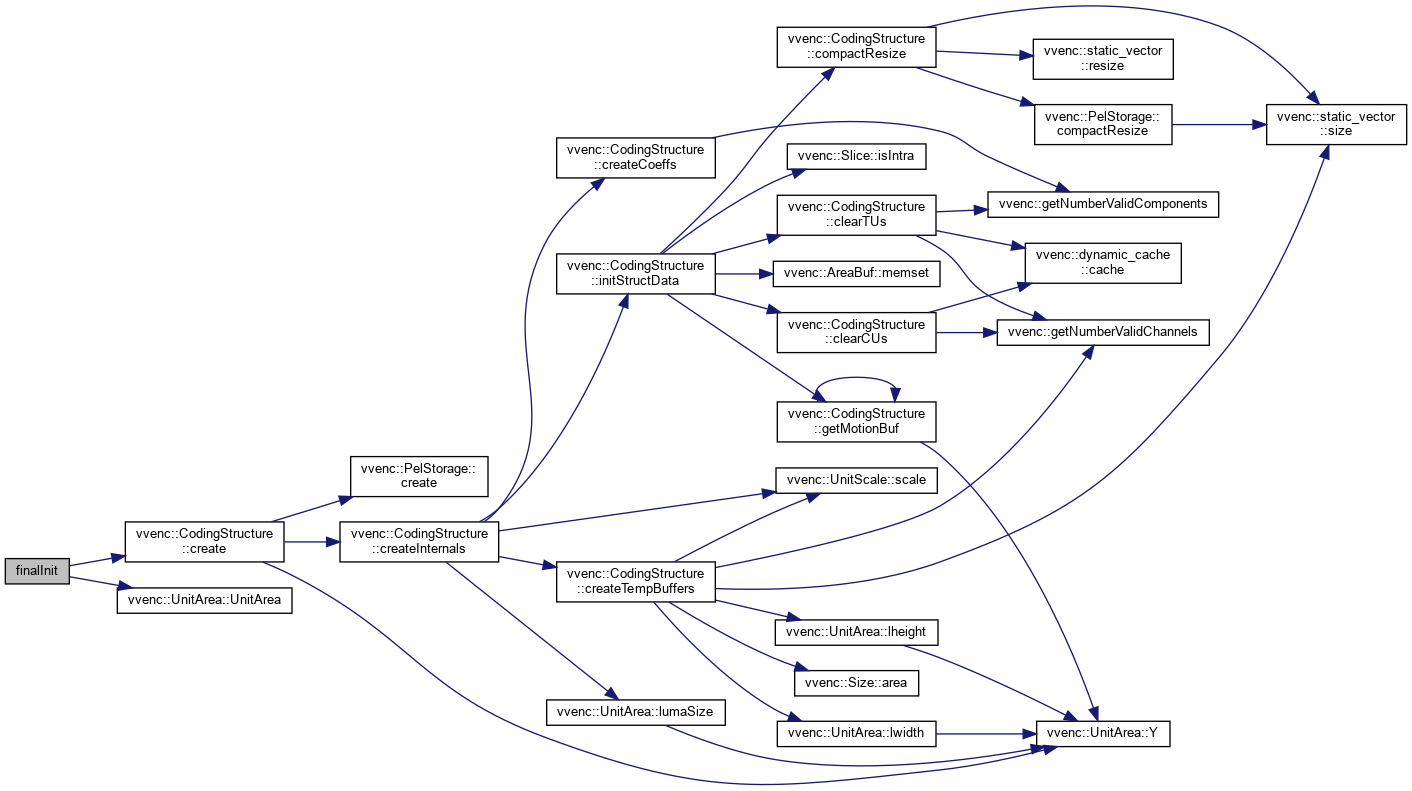 vvenc::CodingStructure
::compactResize
vvenc::static_vector
::resize
vvenc::PelStorage::
compactResize
vvenc::static_vector
::size
vvenc::CodingStructure
::createCoeffs
vvenc::Slice::isIntra
vvenc::CodingStructure
::clearTUs
vvenc::getNumberValidComponents
vvenc::CodingStructure
::initStructData
vvenc::AreaBuf::memset
vvenc::dynamic_cache
::cache
vvenc::CodingStructure
::clearCUs
vvenc::getNumberValidChannels
vvenc::CodingStructure
::getMotionBuf
vvenc::PelStorage::
create
vvenc::UnitScale::scale
vvenc::CodingStructure
::create
vvenc::CodingStructure
::createInternals
finalInit
vvenc::CodingStructure
::createTempBuffers
vvenc::UnitArea::UnitArea
vvenc::UnitArea::lheight
vvenc::Size::area
vvenc::UnitArea::lumaSize
vvenc::UnitArea::lwidth
vvenc::UnitArea::Y